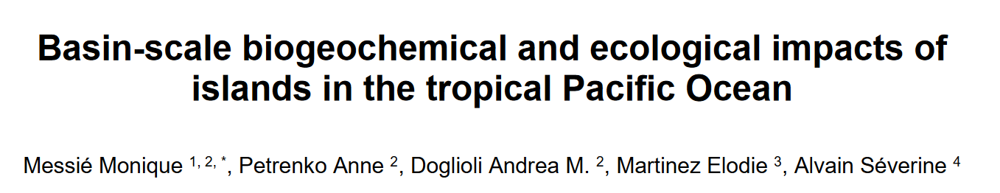 Basin-scale biogeochemical and ecological impacts of
islands in the tropical Pacific Ocean
Messié Monique 1, 2, *, Petrenko Anne 2, Doglioli Andrea M. 2, Martinez Elodie 3, Alvain Séverine 4